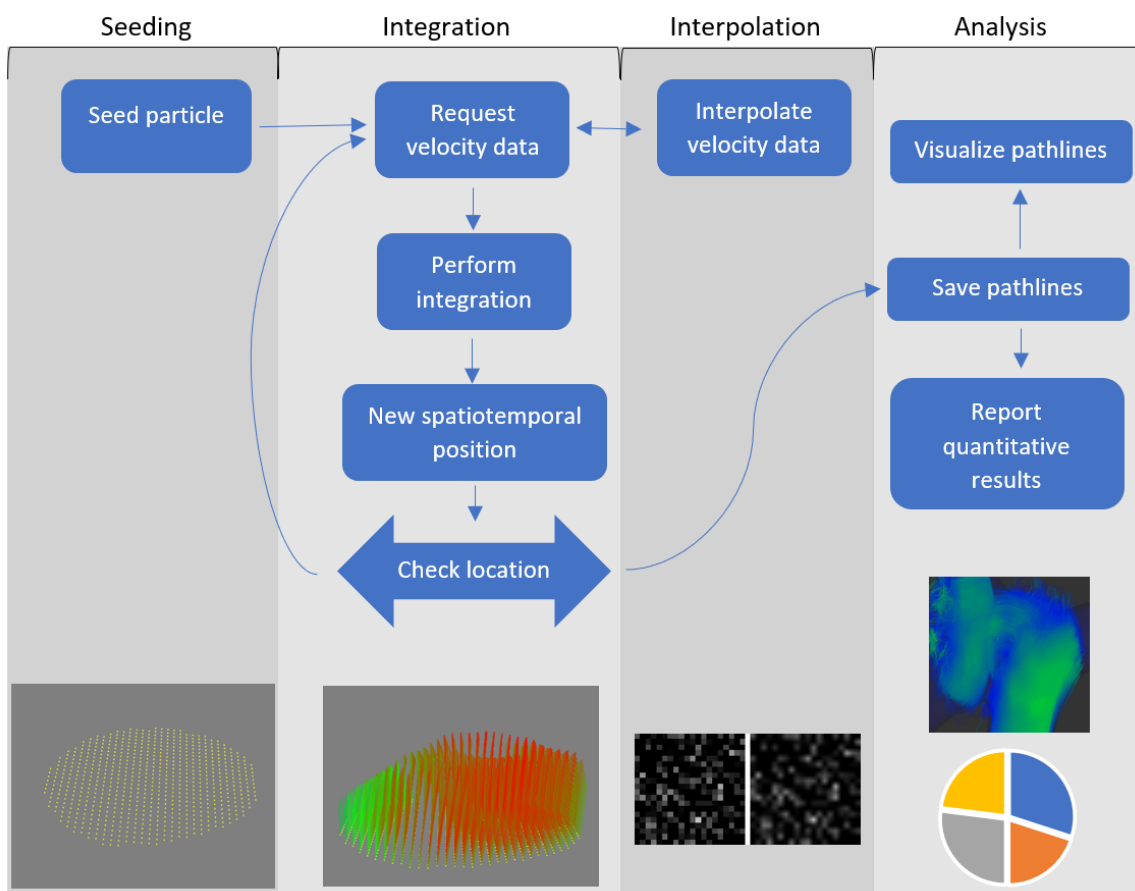 Seeding
Integration
Interpolation
Analysis
Seed particle
Request
velocity data
Interpolate
velocity data
Visualize pathlines
Perform
integration
Save pathlines
New spatiotemporal
position
Report
quantitative
results
Check location